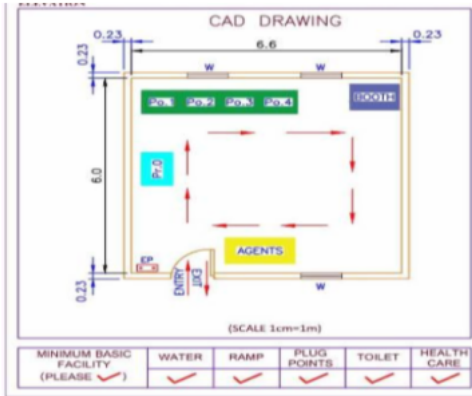 ELEVATION
CAD DRAWING
0.23
6.6
0.23
0.23
W
W
Po.1 Po.2 Po.3 Po.4
BOOTH
6.0
Pr.O
AGENTS
EP
ENTRY
EXIT
0.23
W
(SCALE 1cm=1m)
MINIMUM BASIC FACILITY (PLEASE ✓)
WATER
RAMP
PLUG POINTS
TOILET
HEALTH CARE
✓ ✓ ✓ ✓ ✓